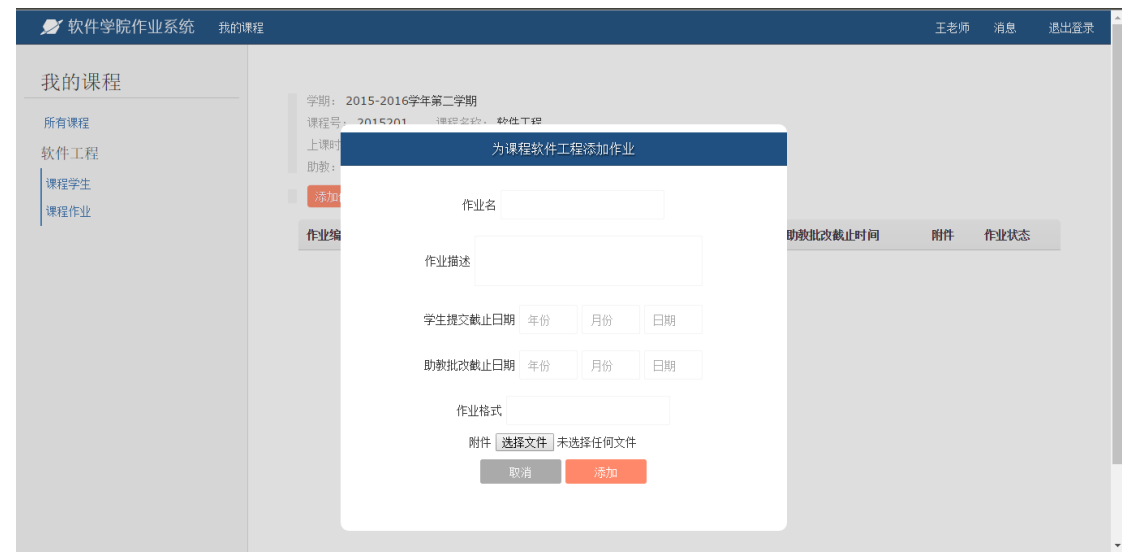 软件学院作业系统 我的课程 王老师 消息 退出登录
我的课程
所有课程
软件工程
课程学生
课程作业
学期： 2015-2016学年第二学期
课程号： 2015201 课程名称： 软件工程
上课时
助教：
添加
作业编 助教批改截止时间 附件 作业状态
为课程软件工程添加作业
作业名
作业描述
学生提交截止日期 年份 月份 日期
助教批改截止日期 年份 月份 日期
作业格式
附件 选择文件 未选择任何文件
取消 添加